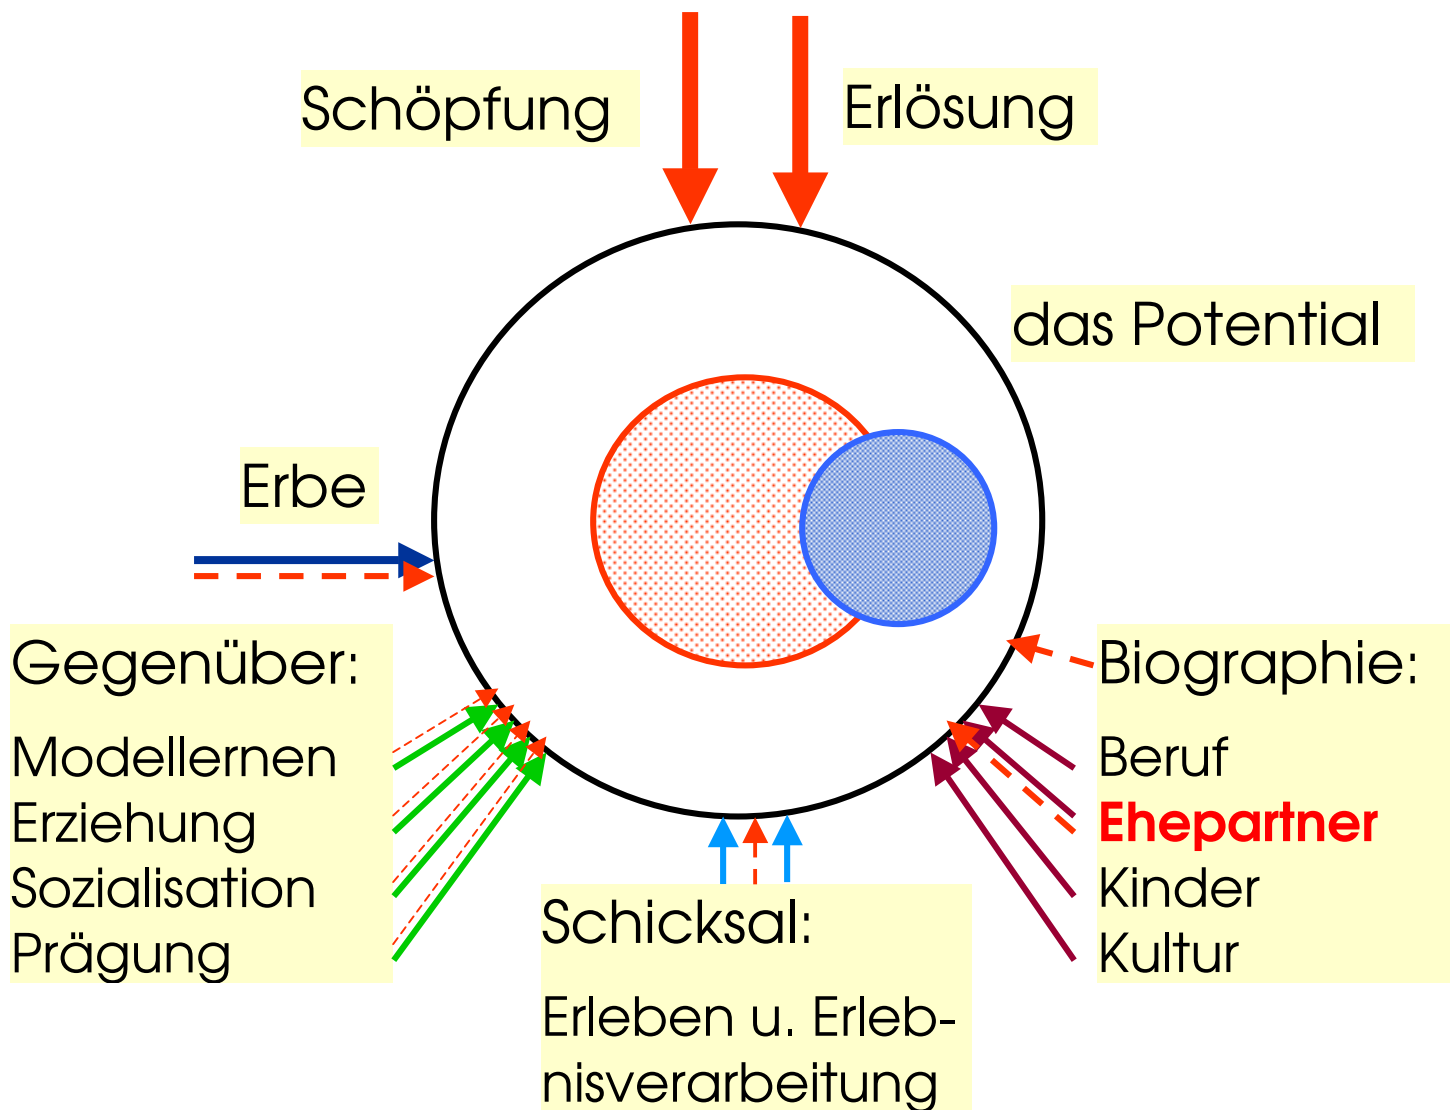 Schöpfung
Erlösung
das Potential
Erbe
Gegenüber:
Modellernen
Erziehung
Sozialisation
Prägung
Schicksal:
Erleben u. Erleb-
nisverarbeitung
Biographie:
Beruf
Ehepartner
Kinder
Kultur